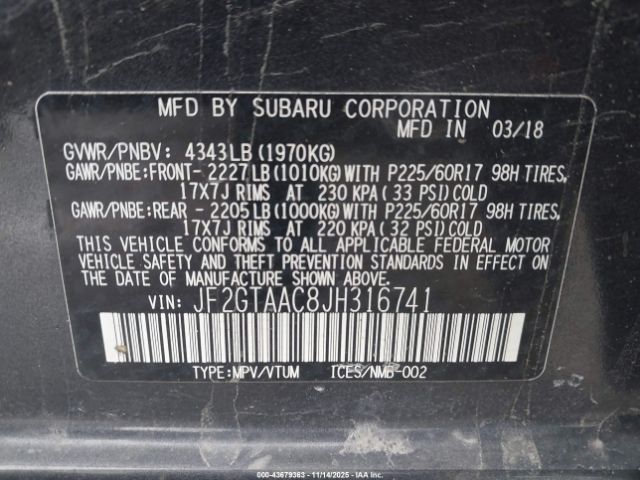 MFD BY SUBARU CORPORATION
MFD IN 03/18
GVWR/PNBV: 4343LB(1970KG)
GAWR/PNBE:FRONT- 2227LB(1010KG)WITH P225/60R17 98H TIRES,
17X7J RIMS AT 230 KPA(33 PSI)COLD
GAWR/PNBE:REAR - 2205LB(1000KG)WITH P225/60R17 98H TIRES,
17X7J RIMS AT 220 KPA(32 PSI)COLD
THIS VEHICLE CONFORMS TO ALL APPLICABLE FEDERAL MOTOR
VEHICLE SAFETY AND THEFT PREVENTION STANDARDS IN EFFECT ON
THE DATE OF MANUFACTURE SHOWN ABOVE.
VIN: JF2GTAAC8JH316741
TYPE:MPV/VTUM ICES/NMB-002
000-43679363 - 11/14/2025 - IAA, Inc.